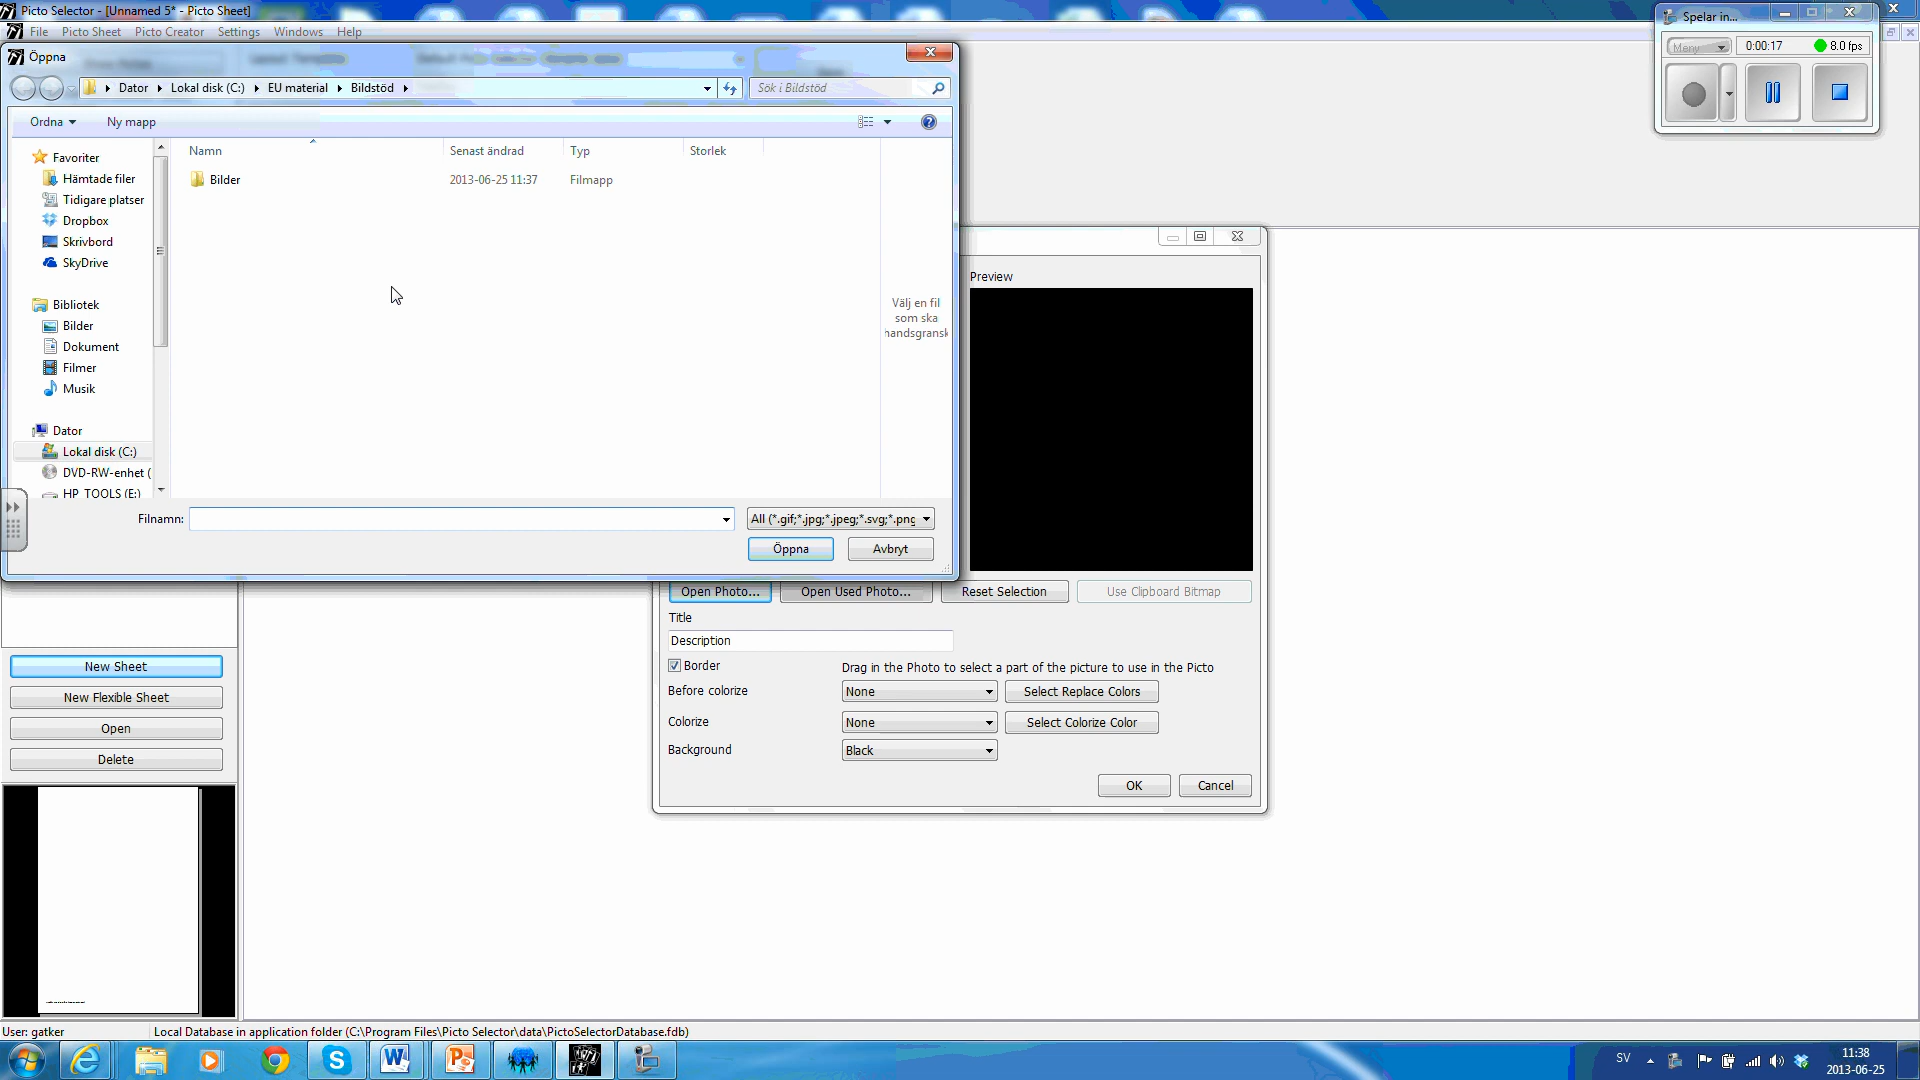 Picto Selector - [Unnamed 5* - Picto Sheet]
File Picto Sheet Picto Creator Settings Windows Help
Spelar in...
Meny 0:00:17 8.0 fps
Öppna
Dator Lokal disk (C:) EU material Bildstöd
Sök i Bildstöd
Ordna Ny mapp
Namn Senast ändrad Typ Storlek
Bilder 2013-06-25 11:37 Filmapp
Favoriter
Hämtade filer
Tidigare platser
Dropbox
Skrivbord
SkyDrive
Bibliotek
Bilder
Dokument
Filmer
Musik
Dator
Lokal disk (C:)
DVD-RW-enhet (
HP_TOOLS (E:)
Välj en fil
som ska
handsgransk
Filnamn:
All (*.gif;*.jpg;*.jpeg;*.svg;*.png
Öppna Avbryt
Preview
Open Photo... Open Used Photo... Reset Selection Use Clipboard Bitmap
Title
Description
Border Drag in the Photo to select a part of the picture to use in the Picto
Before colorize None Select Replace Colors
Colorize None Select Colorize Color
Background Black
OK Cancel
New Sheet
New Flexible Sheet
Open
Delete
User: gatker Local Database in application folder (C:\Program Files\Picto Selector\data\PictoSelectorDatabase.fdb)
SV
11:38
2013-06-25